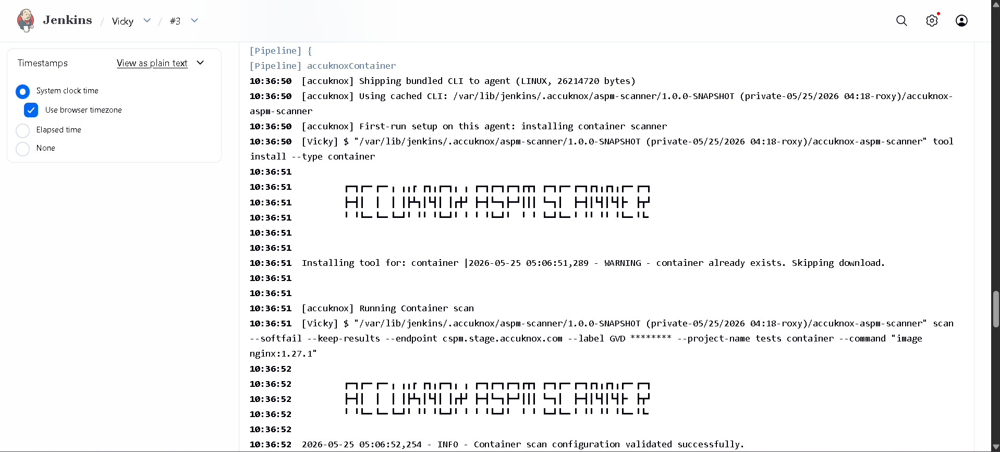 Jenkins / Vicky / #3
Timestamps View as plain text
System clock time
Use browser timezone
Elapsed time
None
[Pipeline] {
[Pipeline] accuknoxContainer
10:36:50 [accuknox] Shipping bundled CLI to agent (LINUX, 26214720 bytes)
10:36:50 [accuknox] Using cached CLI: /var/lib/jenkins/.accuknox/aspm-scanner/1.0.0-SNAPSHOT (private-05/25/2026 04:18-roxy)/accuknox-
aspm-scanner
10:36:50 [accuknox] First-run setup on this agent: installing container scanner
10:36:50 [Vicky] $ "/var/lib/jenkins/.accuknox/aspm-scanner/1.0.0-SNAPSHOT (private-05/25/2026 04:18-roxy)/accuknox-aspm-scanner" tool
install --type container
10:36:51
10:36:51 ACCUKNOX ASPM SCANNER
10:36:51
10:36:51
10:36:51
10:36:51
10:36:51 Installing tool for: container |2026-05-25 05:06:51,289 - WARNING - container already exists. Skipping download.
10:36:51
10:36:51
10:36:51 [accuknox] Running Container scan
10:36:51 [Vicky] $ "/var/lib/jenkins/.accuknox/aspm-scanner/1.0.0-SNAPSHOT (private-05/25/2026 04:18-roxy)/accuknox-aspm-scanner" scan
--softfail --keep-results --endpoint cspm.stage.accuknox.com --label GVD ******** --project-name tests container --command "image
nginx:1.27.1"
10:36:52
10:36:52 ACCUKNOX ASPM SCANNER
10:36:52
10:36:52
10:36:52
10:36:52 2026-05-25 05:06:52,254 - INFO - Container scan configuration validated successfully.